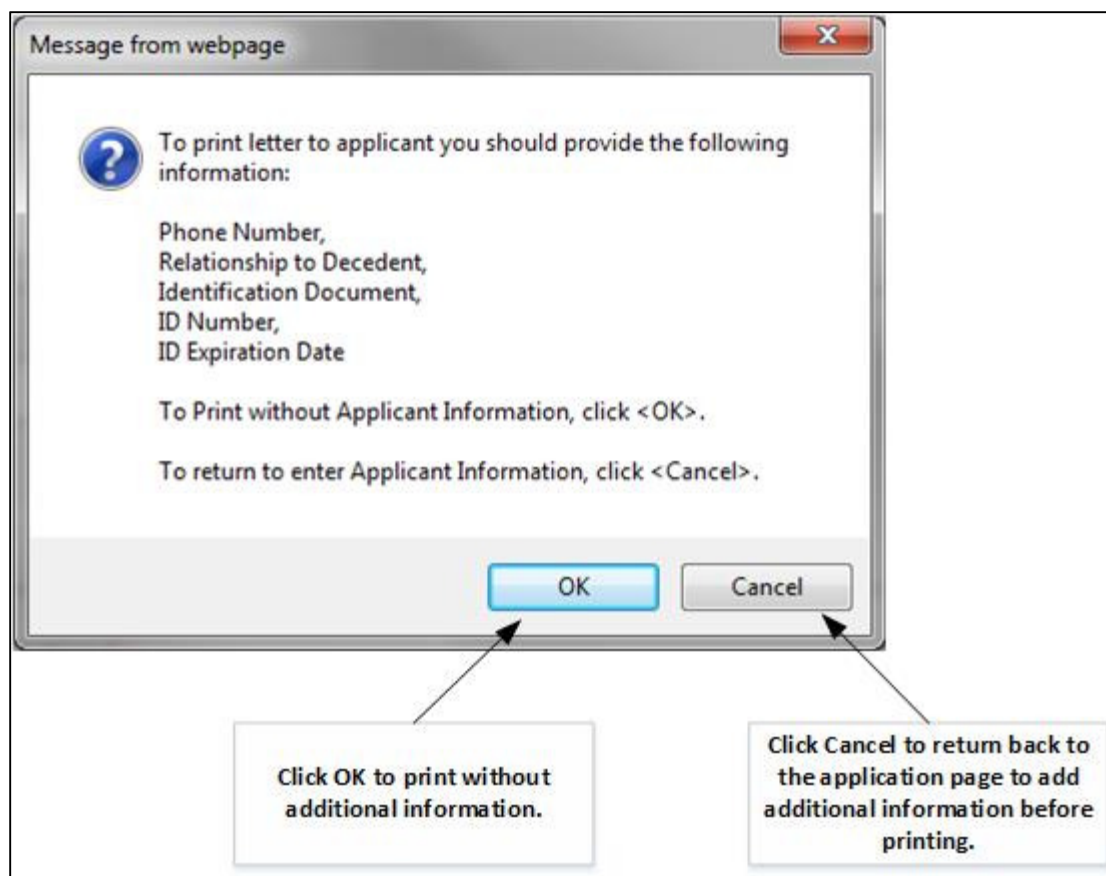 Message from webpage
To print letter to applicant you should provide the following
information:
Phone Number,
Relationship to Decedent,
Identification Document,
ID Number,
ID Expiration Date
To Print without Applicant Information, click <OK>.
To return to enter Applicant Information, click <Cancel>.
OK
Cancel
Click OK to print without
additional information.
Click Cancel to return back to
the application page to add
additional information before
printing.